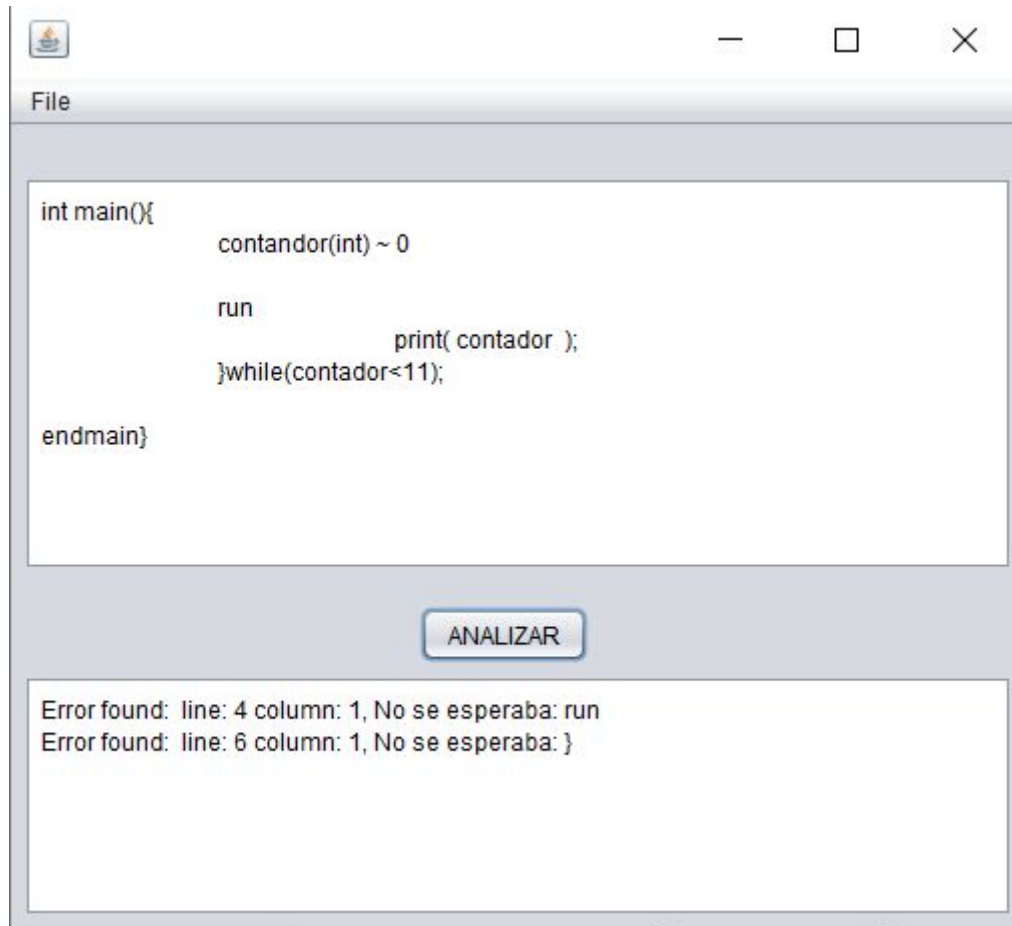 File
int main(){
contandor(int) ~ 0
run
print( contador );
}while(contador<11);
endmain}
ANALIZAR
Error found: line: 4 column: 1, No se esperaba: run
Error found: line: 6 column: 1, No se esperaba: }